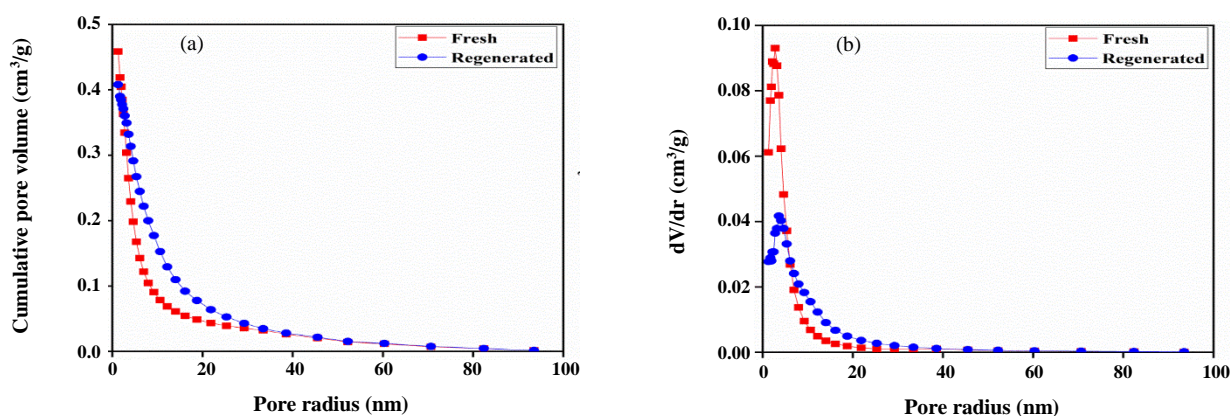 (a)
Fresh
Regenerated
Cumulative pore volume (cm³/g)
0.5
0.4
0.3
0.2
0.1
0.0
0 20 40 60 80 100
Pore radius (nm)
(b)
Fresh
Regenerated
dV/dr (cm³/g)
0.10
0.08
0.06
0.04
0.02
0.00
0 20 40 60 80 100
Pore radius (nm)